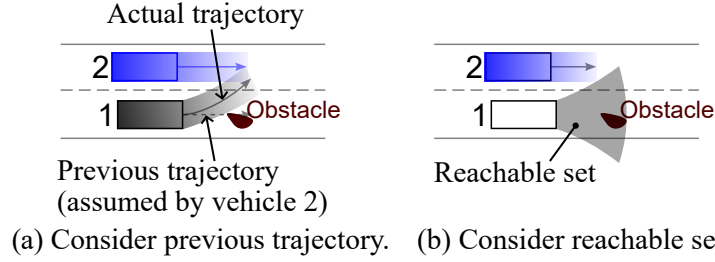 Actual trajectory
2
1
Obstacle
Previous trajectory
(assumed by vehicle 2)
(a) Consider previous trajectory.
2
1
Obstacle
Reachable set
(b) Consider reachable se